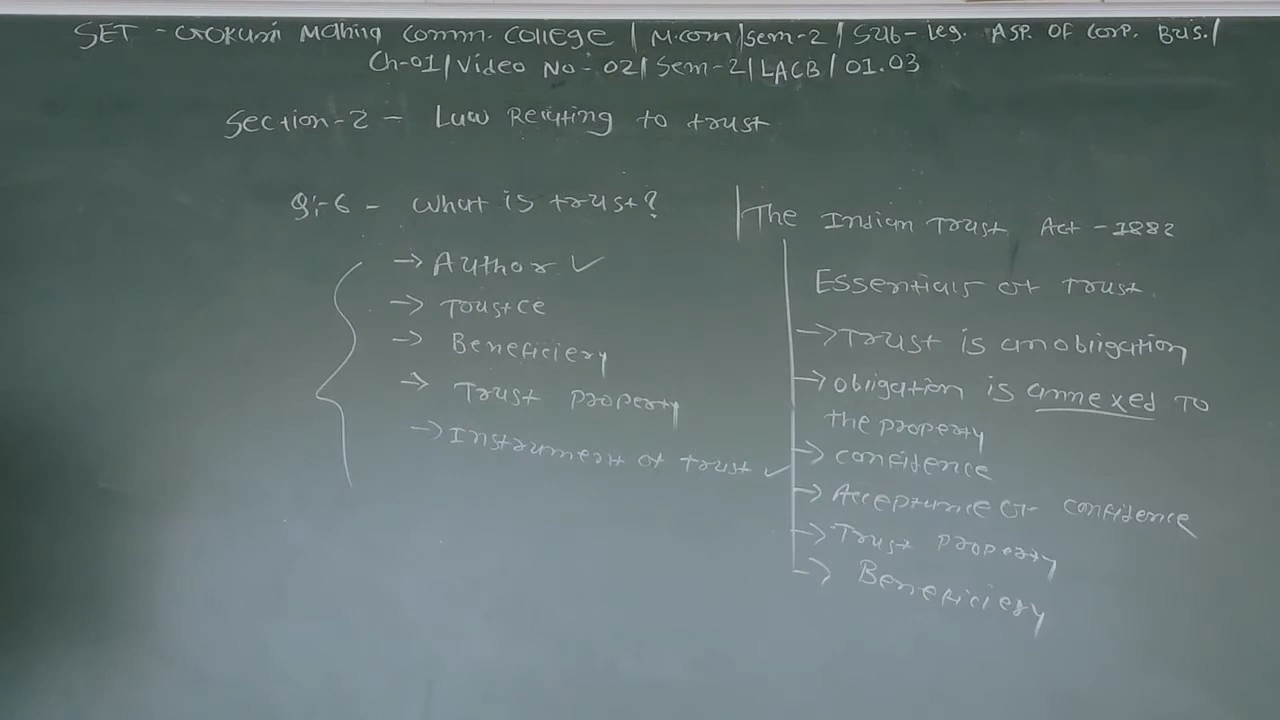 SET - GOKURI Mahia Comm. College | M.com | Sem-2 | Sub- Leg. ASP. OF Corp. Bus. |
Ch-01 | Video No:- 02 | Sem-2 | LACB | 01.03
Section-2 - Law Relating to trust
Q:-6 - What is trust?
→ Author ✓
→ Trustee
→ Beneficiery
→ Trust property
→ Instrument of trust ✓
The Indian Trust Act - 1882
Essentials of Trust
→ Trust is an obligation
→ obligation is annexed To
the property
→ confidence
→ Acceptance of confidence
→ Trust property
→ Beneficiery